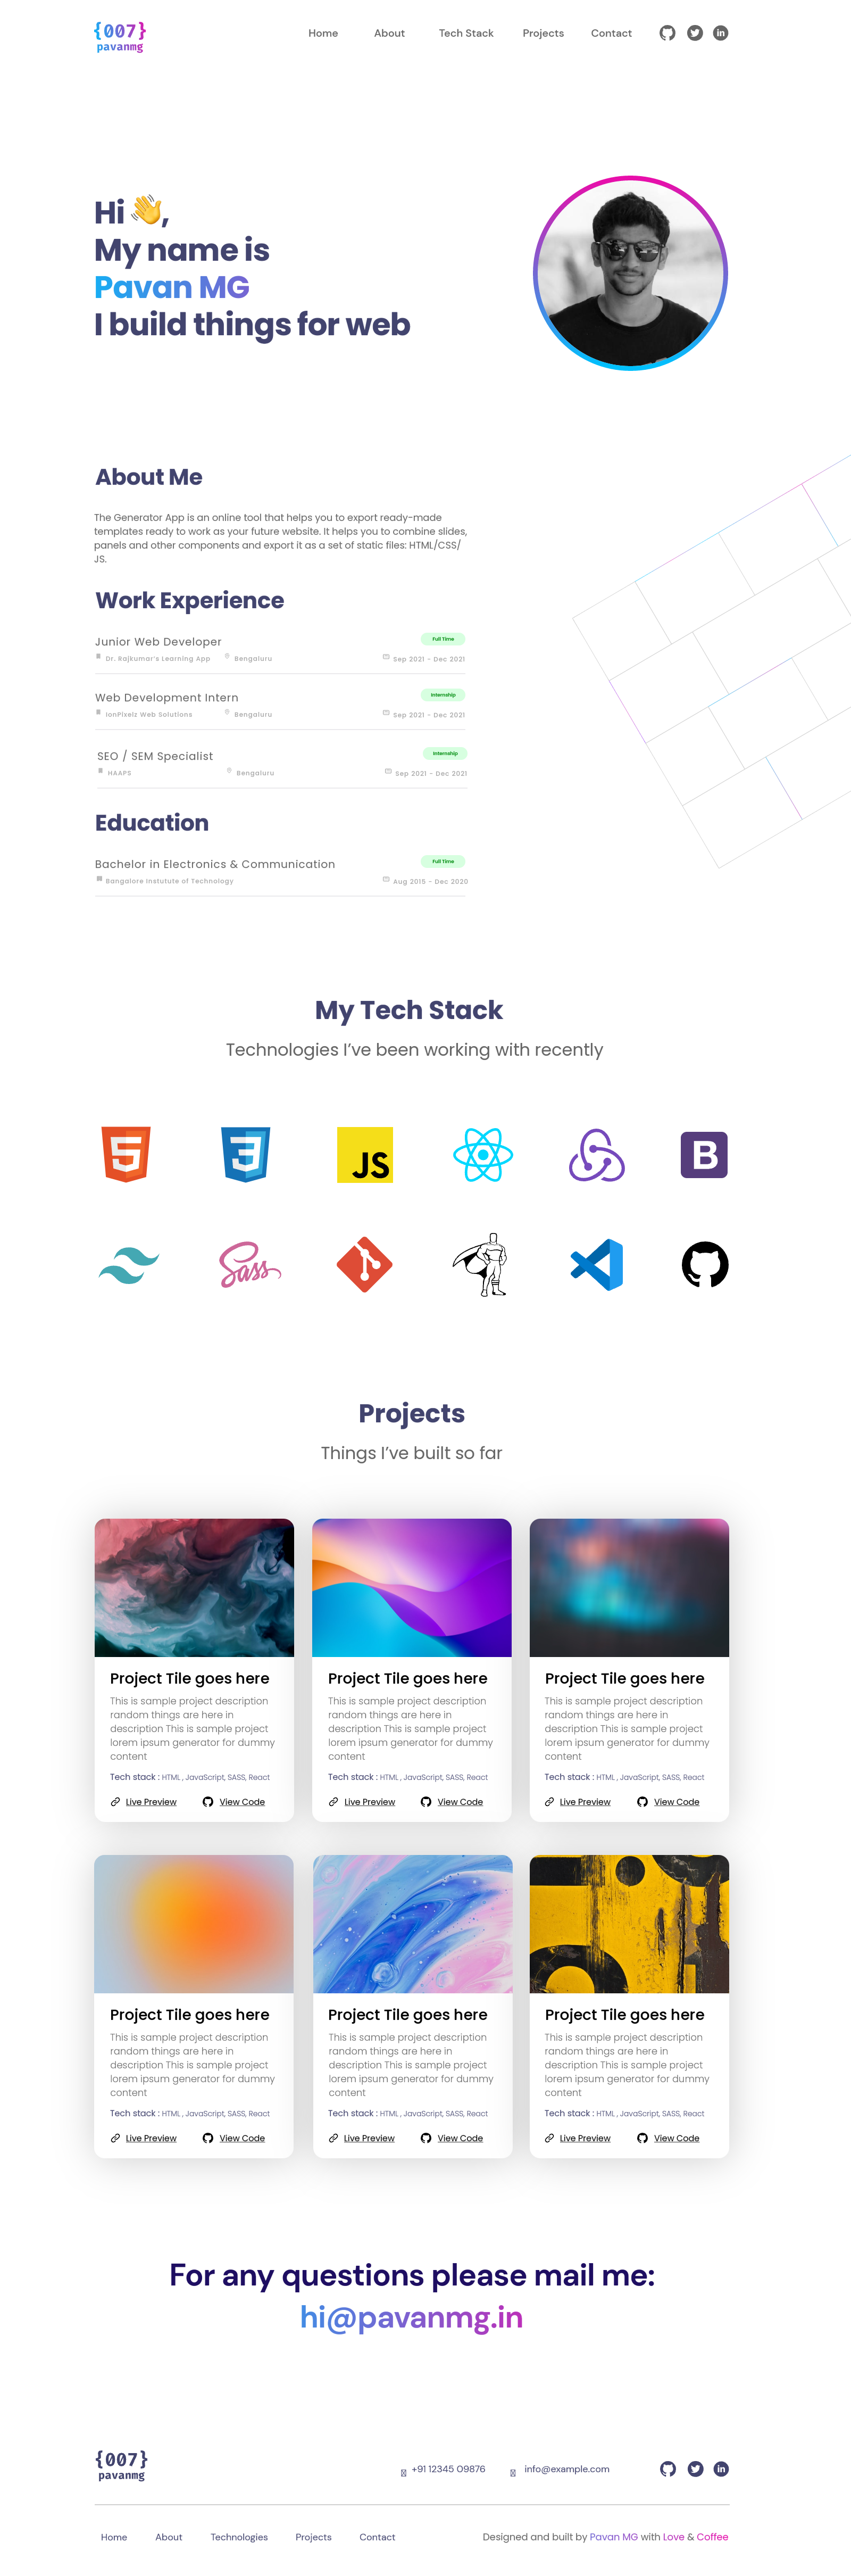 {007}
pavanmg
Home About Tech Stack Projects Contact
Hi 👋,
My name is
Pavan MG
I build things for web
About Me
The Generator App is an online tool that helps you to export ready-made
templates ready to work as your future website. It helps you to combine slides,
panels and other components and export it as a set of static files: HTML/CSS/
JS.
Work Experience
Junior Web Developer Full Time
Dr. Rajkumar's Learning App Bengaluru Sep 2021 - Dec 2021
Web Development Intern Internship
IonPixelz Web Solutions Bengaluru Sep 2021 - Dec 2021
SEO / SEM Specialist Internship
HAAPS Bengaluru Sep 2021 - Dec 2021
Education
Bachelor in Electronics & Communication Full Time
Bangalore Instutute of Technology Aug 2015 - Dec 2020
My Tech Stack
Technologies I've been working with recently
5 3 JS B
Sass
Projects
Things I've built so far
Project Tile goes here
This is sample project description
random things are here in
description This is sample project
lorem ipsum generator for dummy
content
Tech stack : HTML , JavaScript, SASS, React
Live Preview View Code
Project Tile goes here
This is sample project description
random things are here in
description This is sample project
lorem ipsum generator for dummy
content
Tech stack : HTML , JavaScript, SASS, React
Live Preview View Code
Project Tile goes here
This is sample project description
random things are here in
description This is sample project
lorem ipsum generator for dummy
content
Tech stack : HTML , JavaScript, SASS, React
Live Preview View Code
Project Tile goes here
This is sample project description
random things are here in
description This is sample project
lorem ipsum generator for dummy
content
Tech stack : HTML , JavaScript, SASS, React
Live Preview View Code
Project Tile goes here
This is sample project description
random things are here in
description This is sample project
lorem ipsum generator for dummy
content
Tech stack : HTML , JavaScript, SASS, React
Live Preview View Code
Project Tile goes here
This is sample project description
random things are here in
description This is sample project
lorem ipsum generator for dummy
content
Tech stack : HTML , JavaScript, SASS, React
Live Preview View Code
For any questions please mail me:
hi@pavanmg.in
{007}
pavanmg
+91 12345 09876 info@example.com
Home About Technologies Projects Contact
Designed and built by Pavan MG with Love & Coffee